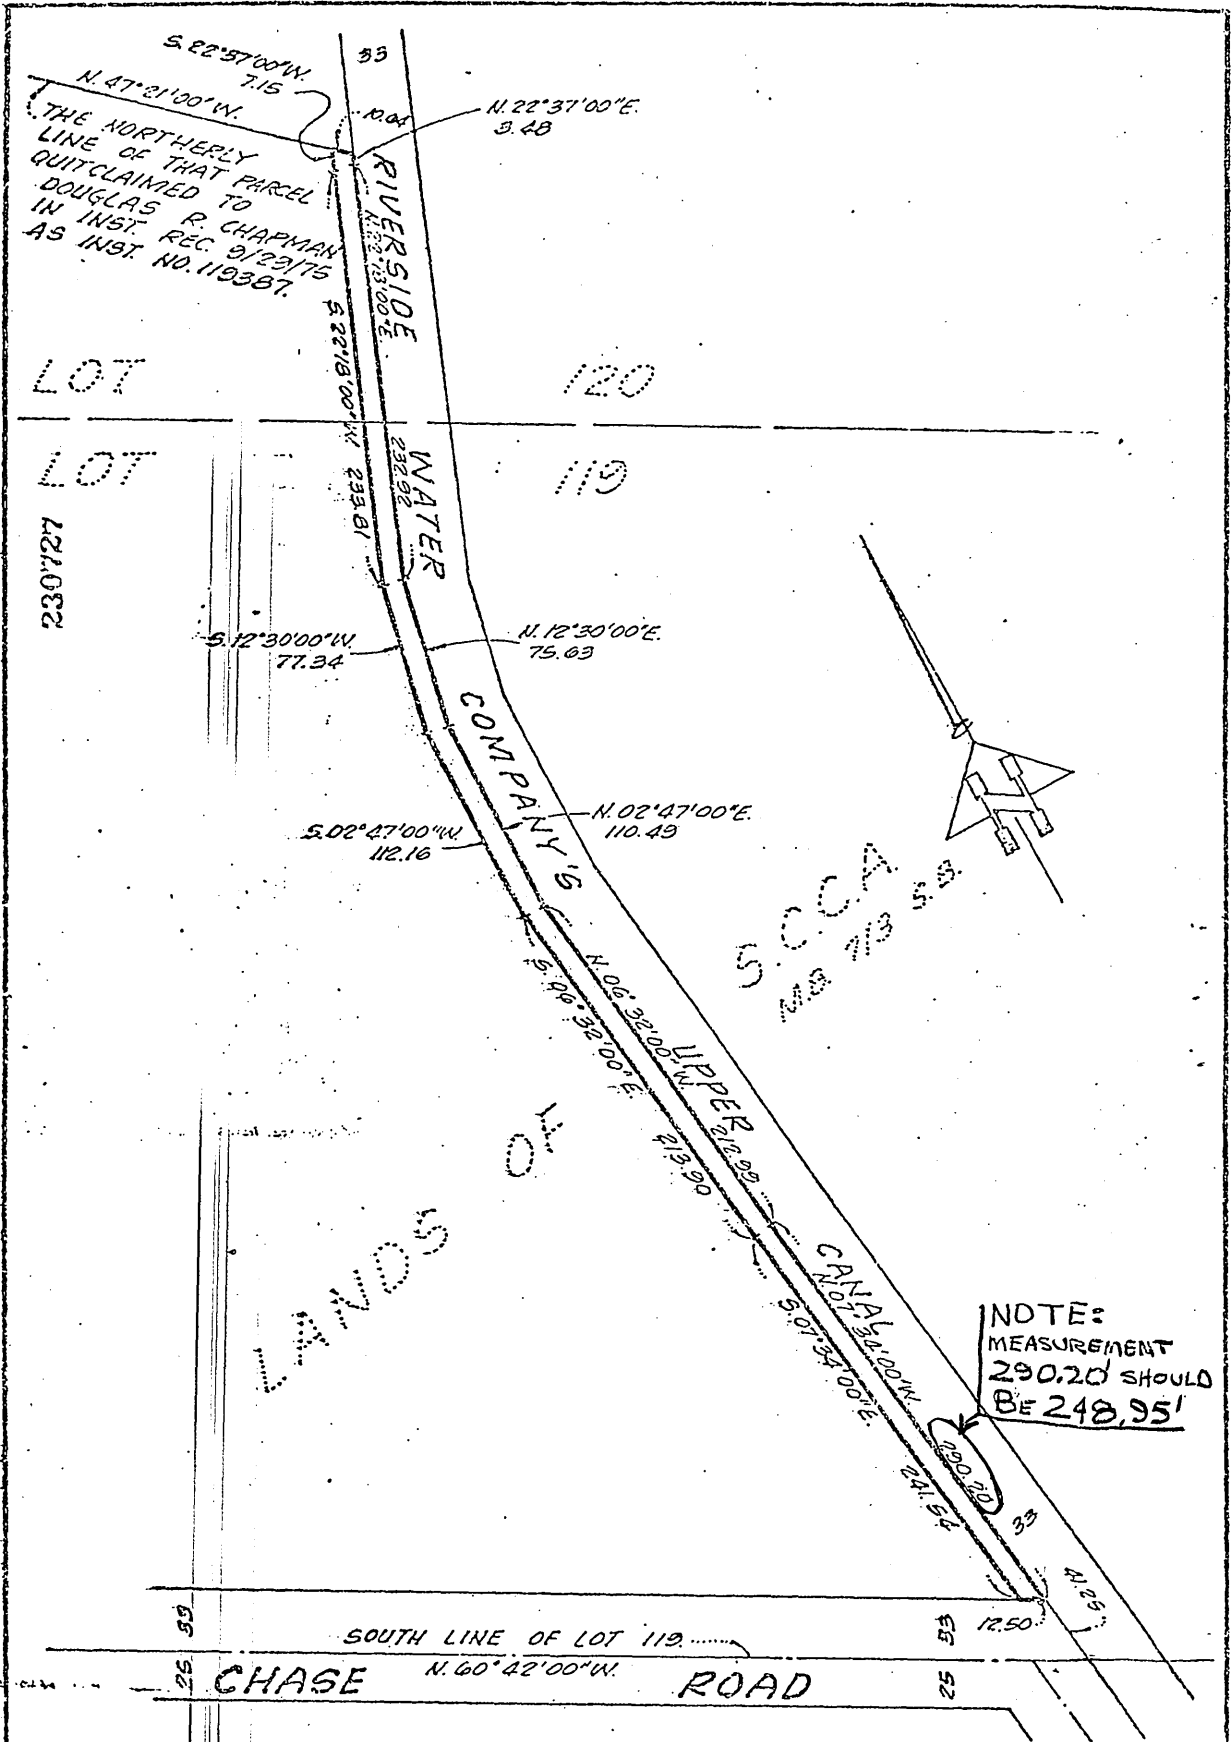 S. 22°37'00"W.
7.15
33
N. 47°21'00"W.
10.04
N. 22°37'00"E.
3.48
THE NORTHERLY
LINE OF THAT PARCEL
QUITCLAIMED TO
DOUGLAS R. CHAPMAN
IN INST. REC. 9/23/75
AS INST. NO. 119387.
RIVERSIDE
S. 22°18'00"W 233.81
LOT 120
LOT 119
232.92
WATER
230727
S. 12°30'00"W.
77.34
N. 12°30'00"E.
75.63
COMPANY'S
S. 02°47'00"W.
112.16
N. 02°47'00"E.
110.49
S.C.C.A.
M.B. 7/3 S.B.
S. 06°32'00"E. 213.90
N. 06°32'00"W. 212.99
UPPER
LANDS OF
CANAL
N. 07°34'00"W.
290.20
S. 07°34'00"E. 241.54
NOTE:
MEASUREMENT
290.20' SHOULD
BE 248.95'
33
41.25
12.50
33
33
SOUTH LINE OF LOT 119
N. 60°42'00"W.
25
CHASE ROAD
25